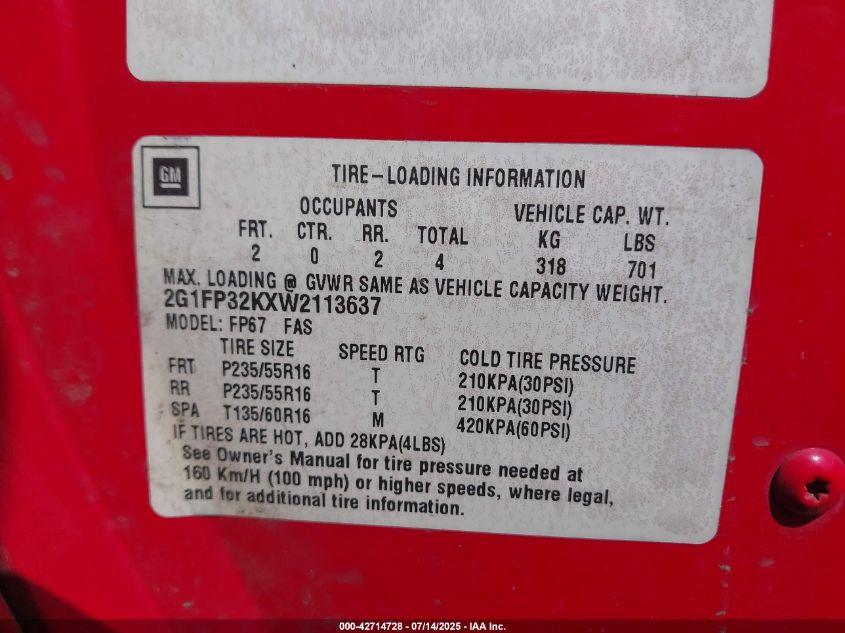 GM
TIRE-LOADING INFORMATION
OCCUPANTS VEHICLE CAP. WT.
FRT. CTR. RR. TOTAL KG LBS
2 0 2 4 318 701
MAX. LOADING @ GVWR SAME AS VEHICLE CAPACITY WEIGHT.
2G1FP32KXW2113637
MODEL: FP67 FAS
TIRE SIZE SPEED RTG COLD TIRE PRESSURE
FRT P235/55R16 T 210KPA(30PSI)
RR P235/55R16 T 210KPA(30PSI)
SPA T135/60R16 M 420KPA(60PSI)
IF TIRES ARE HOT, ADD 28KPA(4LBS)
See Owner's Manual for tire pressure needed at
160 Km/H (100 mph) or higher speeds, where legal,
and for additional tire information.
000-42714728 - 07/14/2025 - IAA Inc.